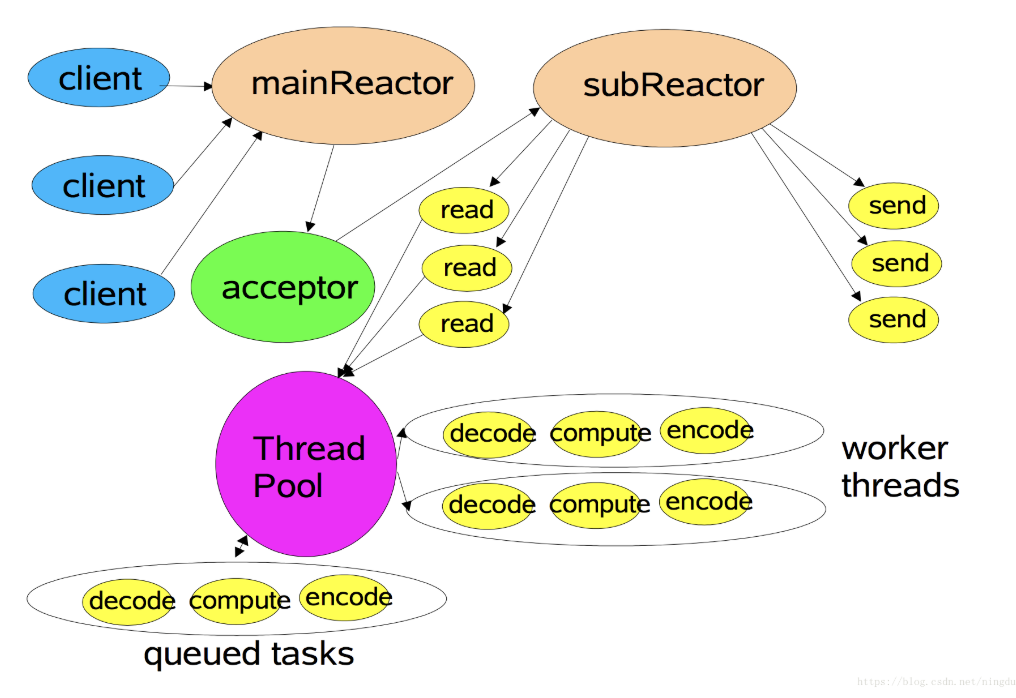 client
mainReactor
subReactor
client
read
send
client
acceptor
read
send
read
send
Thread
Pool
decode compute encode
worker
threads
decode compute encode
decode compute encode
queued tasks
https://blog.csdn.net/ningdu